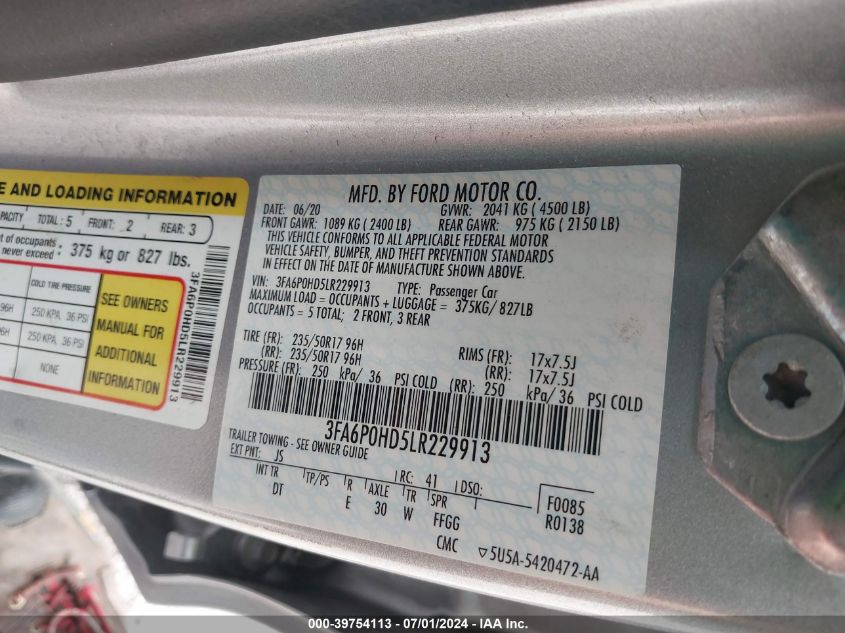 E AND LOADING INFORMATION
PACITY TOTAL: 5 FRONT: 2 REAR: 3
t of occupants
never exceed : 375 kg or 827 lbs.
COLD TIRE PRESSURE
96H 250 KPA, 36 PSI
96H 250 KPA, 36 PSI
NONE
SEE OWNERS
MANUAL FOR
ADDITIONAL
INFORMATION
3FA6P0HD5LR229913
MFD. BY FORD MOTOR CO.
DATE: 06/20 GVWR: 2041 KG ( 4500 LB)
FRONT GAWR: 1089 KG ( 2400 LB) REAR GAWR: 975 KG ( 2150 LB)
THIS VEHICLE CONFORMS TO ALL APPLICABLE FEDERAL MOTOR
VEHICLE SAFETY, BUMPER, AND THEFT PREVENTION STANDARDS
IN EFFECT ON THE DATE OF MANUFACTURE SHOWN ABOVE.
VIN: 3FA6P0HD5LR229913 TYPE: Passenger Car
MAXIMUM LOAD = OCCUPANTS + LUGGAGE = 375KG/ 827LB
OCCUPANTS = 5 TOTAL; 2 FRONT, 3 REAR
TIRE (FR): 235/50R17 96H RIMS (FR): 17x7.5J
(RR): 235/50R17 96H (RR): 17x7.5J
PRESSURE (FR): 250 kPa/ 36 PSI COLD (RR): 250 kPa/ 36 PSI COLD
3FA6P0HD5LR229913
TRAILER TOWING - SEE OWNER GUIDE
EXT PNT: JS RC: 41 DSO: F0085
INT TR TP/PS R AXLE TR SPR R0138
DT E 30 W FFGG
CMC 5U5A-5420472-AA
000-39754113 - 07/01/2024 - IAA Inc.